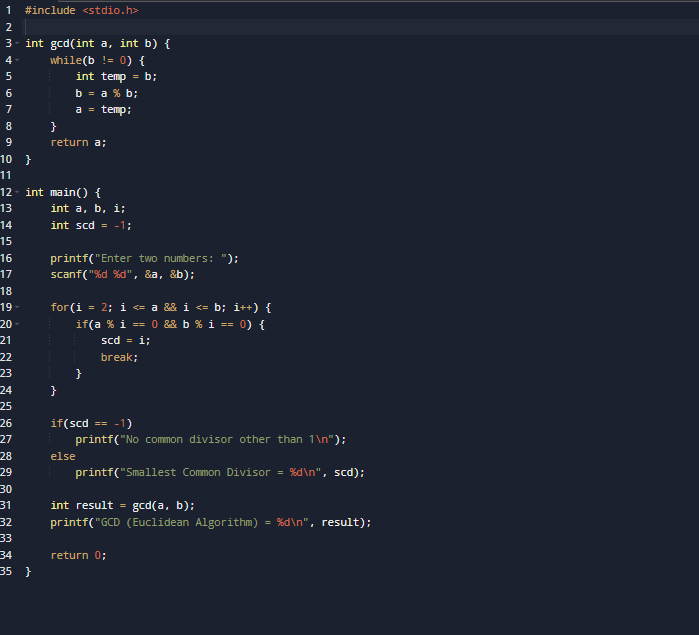 1 #include <stdio.h>
2
3 int gcd(int a, int b) {
4     while(b != 0) {
5         int temp = b;
6         b = a % b;
7         a = temp;
8     }
9     return a;
10 }
11
12 int main() {
13     int a, b, i;
14     int scd = -1;
15
16     printf("Enter two numbers: ");
17     scanf("%d %d", &a, &b);
18
19     for(i = 2; i <= a && i <= b; i++) {
20         if(a % i == 0 && b % i == 0) {
21             scd = i;
22             break;
23         }
24     }
25
26     if(scd == -1)
27         printf("No common divisor other than 1\n");
28     else
29         printf("Smallest Common Divisor = %d\n", scd);
30
31     int result = gcd(a, b);
32     printf("GCD (Euclidean Algorithm) = %d\n", result);
33
34     return 0;
35 }